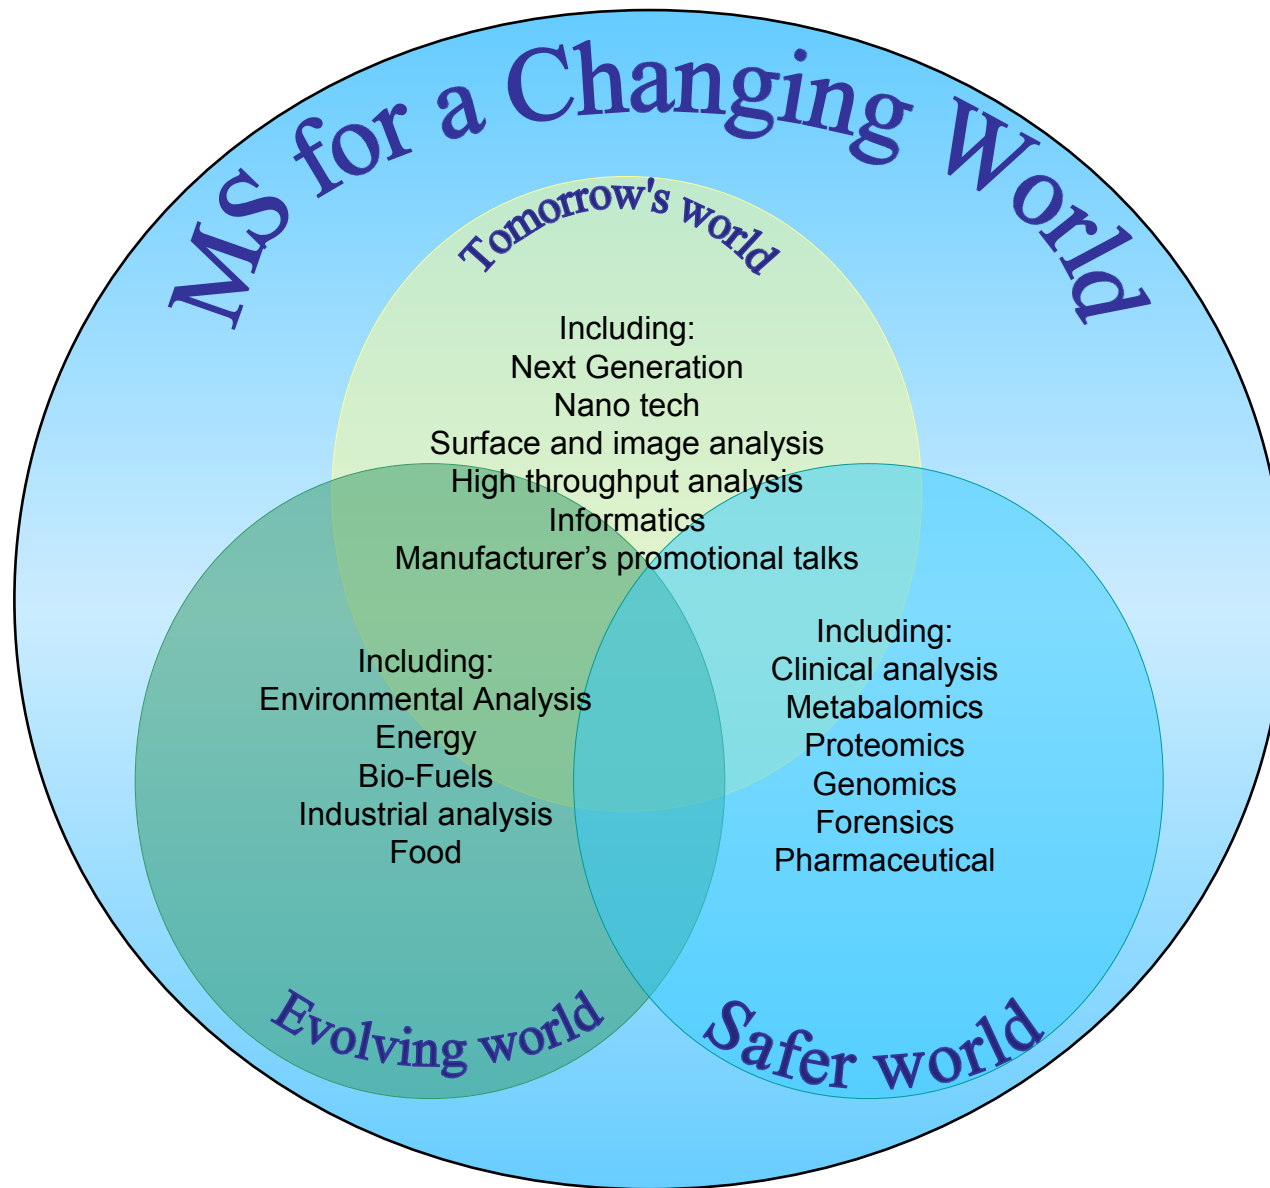 MS for a Changing World
Tomorrow's world
Including:
Next Generation
Nano tech
Surface and image analysis
High throughput analysis
Informatics
Manufacturer’s promotional talks
Including:
Environmental Analysis
Energy
Bio-Fuels
Industrial analysis
Food
Evolving world
Including:
Clinical analysis
Metabalomics
Proteomics
Genomics
Forensics
Pharmaceutical
Safer world